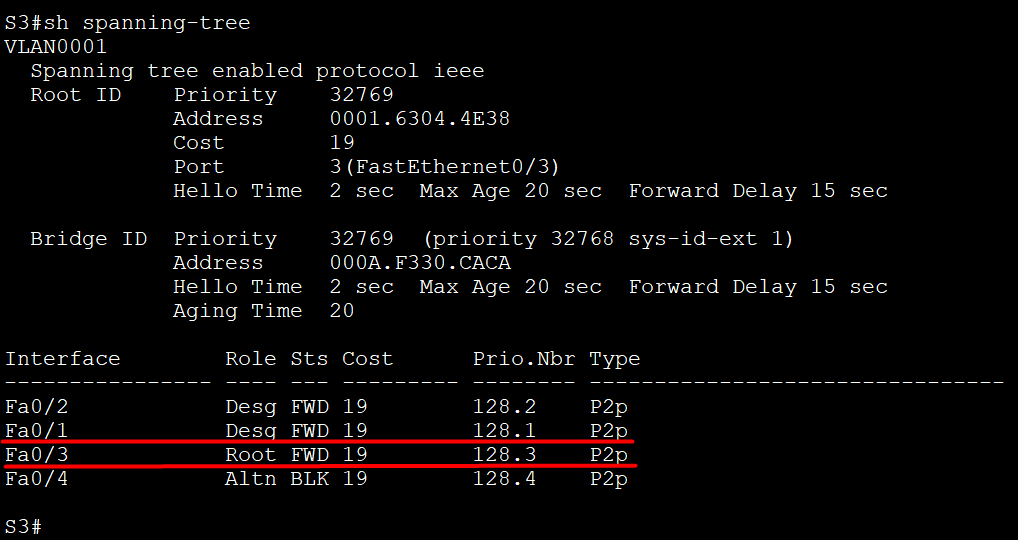 S3#sh spanning-tree
VLAN0001
  Spanning tree enabled protocol ieee
  Root ID    Priority    32769
             Address     0001.6304.4E38
             Cost        19
             Port        3(FastEthernet0/3)
             Hello Time  2 sec  Max Age 20 sec  Forward Delay 15 sec
  Bridge ID  Priority    32769  (priority 32768 sys-id-ext 1)
             Address     000A.F330.CACA
             Hello Time  2 sec  Max Age 20 sec  Forward Delay 15 sec
             Aging Time  20
Interface        Role Sts Cost      Prio.Nbr Type
---------------- ---- --- --------- -------- --------------------------------
Fa0/2            Desg FWD 19        128.2    P2p
Fa0/1            Desg FWD 19        128.1    P2p
Fa0/3            Root FWD 19        128.3    P2p
Fa0/4            Altn BLK 19        128.4    P2p
S3#